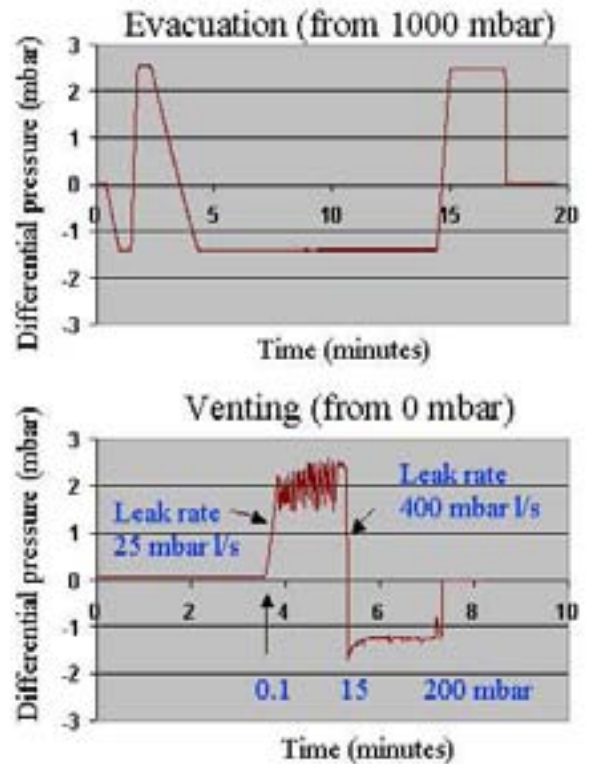 Evacuation (from 1000 mbar)
Differential pressure (mbar)
3
2
1
0
-1
-2
-3
0 5 10 15 20
Time (minutes)
Venting (from 0 mbar)
Differential pressure (mbar)
3
2
1
0
-1
-2
-3
Leak rate
25 mbar l/s
Leak rate
400 mbar l/s
0 2 4 6 8 10
0.1 15 200 mbar
Time (minutes)